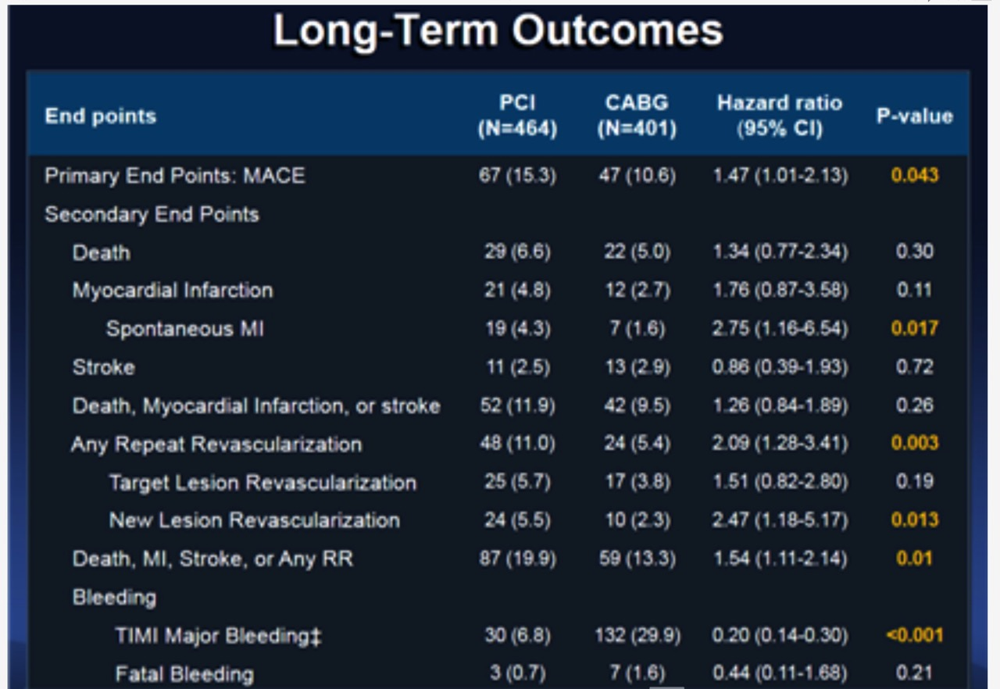 Long-Term Outcomes
End points PCI (N=464) CABG (N=401) Hazard ratio (95% CI) P-value
Primary End Points: MACE 67 (15.3) 47 (10.6) 1.47 (1.01-2.13) 0.043
Secondary End Points
Death 29 (6.6) 22 (5.0) 1.34 (0.77-2.34) 0.30
Myocardial Infarction 21 (4.8) 12 (2.7) 1.76 (0.87-3.58) 0.11
Spontaneous MI 19 (4.3) 7 (1.6) 2.75 (1.16-6.54) 0.017
Stroke 11 (2.5) 13 (2.9) 0.86 (0.39-1.93) 0.72
Death, Myocardial Infarction, or stroke 52 (11.9) 42 (9.5) 1.26 (0.84-1.89) 0.26
Any Repeat Revascularization 48 (11.0) 24 (5.4) 2.09 (1.28-3.41) 0.003
Target Lesion Revascularization 25 (5.7) 17 (3.8) 1.51 (0.82-2.80) 0.19
New Lesion Revascularization 24 (5.5) 10 (2.3) 2.47 (1.18-5.17) 0.013
Death, MI, Stroke, or Any RR 87 (19.9) 59 (13.3) 1.54 (1.11-2.14) 0.01
Bleeding
TIMI Major Bleeding‡ 30 (6.8) 132 (29.9) 0.20 (0.14-0.30) <0.001
Fatal Bleeding 3 (0.7) 7 (1.6) 0.44 (0.11-1.68) 0.21